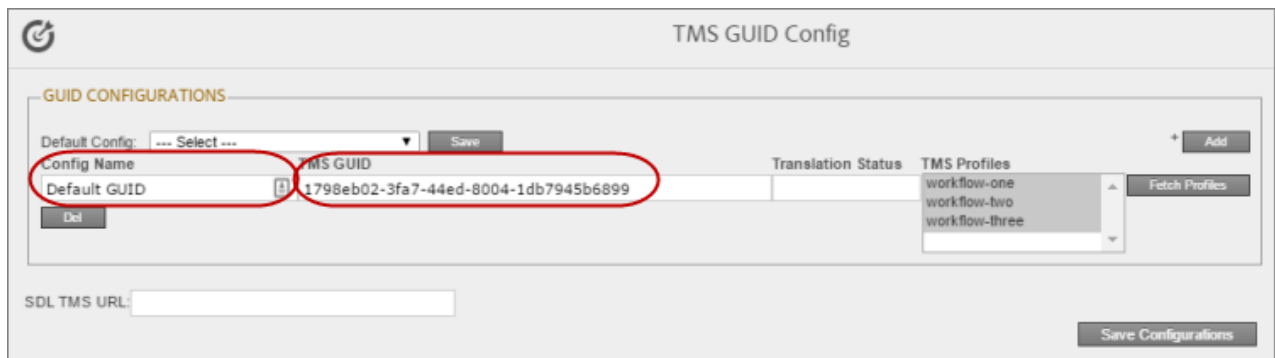 TMS GUID Config
GUID CONFIGURATIONS
Default Config: --- Select --- Save + Add
Config Name TMS GUID Translation Status TMS Profiles
Default GUID 1798eb02-3fa7-44ed-8004-1db7945b6899 workflow-one Fetch Profiles
workflow-two
Del workflow-three
SDL TMS URL:
Save Configurations